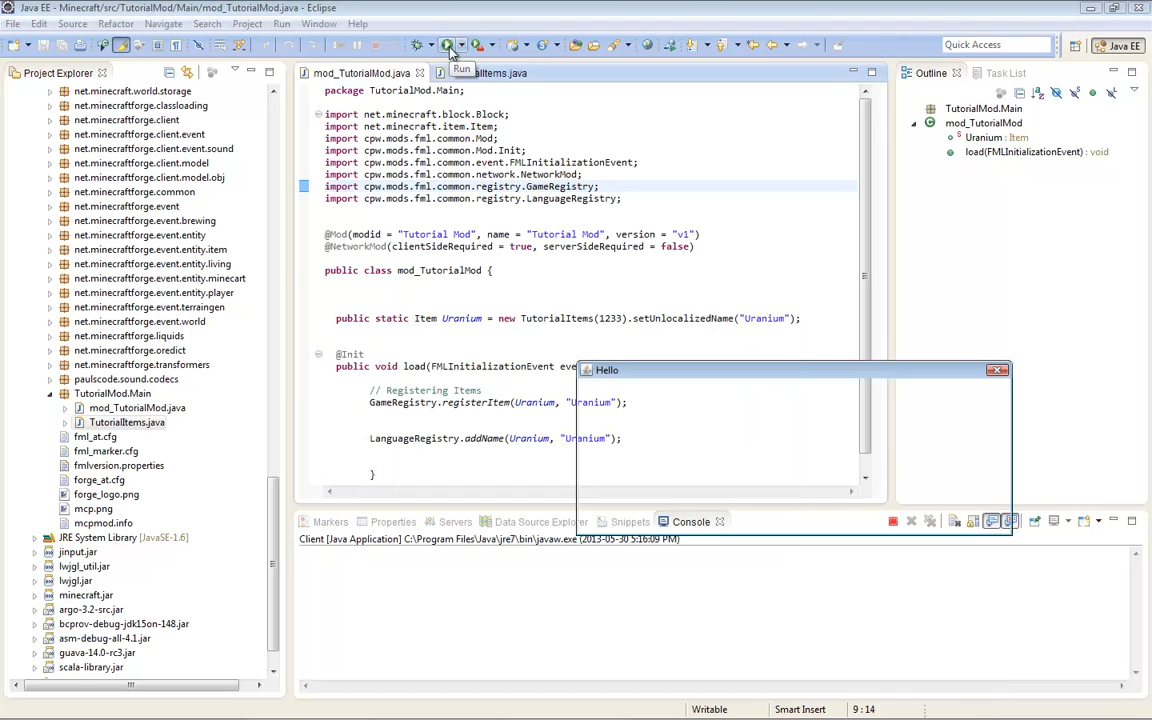 Java EE - Minecraft/src/TutorialMod/Main/mod_TutorialMod.java - Eclipse
File Edit Source Refactor Navigate Search Project Run Window Help
Quick Access
Java EE
Run
Project Explorer
net.minecraft.world.storage
net.minecraftforge.classloading
net.minecraftforge.client
net.minecraftforge.client.event
net.minecraftforge.client.event.sound
net.minecraftforge.client.model
net.minecraftforge.client.model.obj
net.minecraftforge.common
net.minecraftforge.event
net.minecraftforge.event.brewing
net.minecraftforge.event.entity
net.minecraftforge.event.entity.item
net.minecraftforge.event.entity.living
net.minecraftforge.event.entity.minecart
net.minecraftforge.event.entity.player
net.minecraftforge.event.terraingen
net.minecraftforge.event.world
net.minecraftforge.liquids
net.minecraftforge.oredict
net.minecraftforge.transformers
paulscode.sound.codecs
TutorialMod.Main
mod_TutorialMod.java
TutorialItems.java
fml_at.cfg
fml_marker.cfg
fmlversion.properties
forge_at.cfg
forge_logo.png
mcp.png
mcpmod.info
JRE System Library [JavaSE-1.6]
jinput.jar
lwjgl_util.jar
lwjgl.jar
minecraft.jar
argo-3.2-src.jar
bcprov-debug-jdk15on-148.jar
asm-debug-all-4.1.jar
guava-14.0-rc3.jar
scala-library.jar
mod_TutorialMod.java
alItems.java
package TutorialMod.Main;
import net.minecraft.block.Block;
import net.minecraft.item.Item;
import cpw.mods.fml.common.Mod;
import cpw.mods.fml.common.Mod.Init;
import cpw.mods.fml.common.event.FMLInitializationEvent;
import cpw.mods.fml.common.network.NetworkMod;
import cpw.mods.fml.common.registry.GameRegistry;
import cpw.mods.fml.common.registry.LanguageRegistry;
@Mod(modid = "Tutorial Mod", name = "Tutorial Mod", version = "v1")
@NetworkMod(clientSideRequired = true, serverSideRequired = false)
public class mod_TutorialMod {
public static Item Uranium = new TutorialItems(1233).setUnlocalizedName("Uranium");
@Init
public void load(FMLInitializationEvent eve
// Registering Items
GameRegistry.registerItem(Uranium, "Uranium");
LanguageRegistry.addName(Uranium, "Uranium");
}
Hello
Outline
Task List
TutorialMod.Main
mod_TutorialMod
S
Uranium : Item
load(FMLInitializationEvent) : void
Markers
Properties
Servers
Data Source Explorer
Snippets
Console
Client [Java Application] C:\Program Files\Java\jre7\bin\javaw.exe (2013-05-30 5:16:09 PM)
Writable
Smart Insert
9 : 14